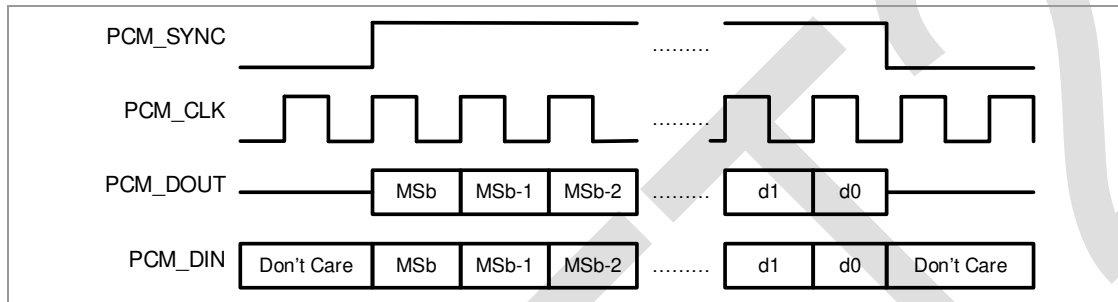 PCM_SYNC .........
PCM_CLK .........
PCM_DOUT MSb MSb-1 MSb-2 ......... d1 d0
PCM_DIN Don't Care MSb MSb-1 MSb-2 ......... d1 d0 Don't Care